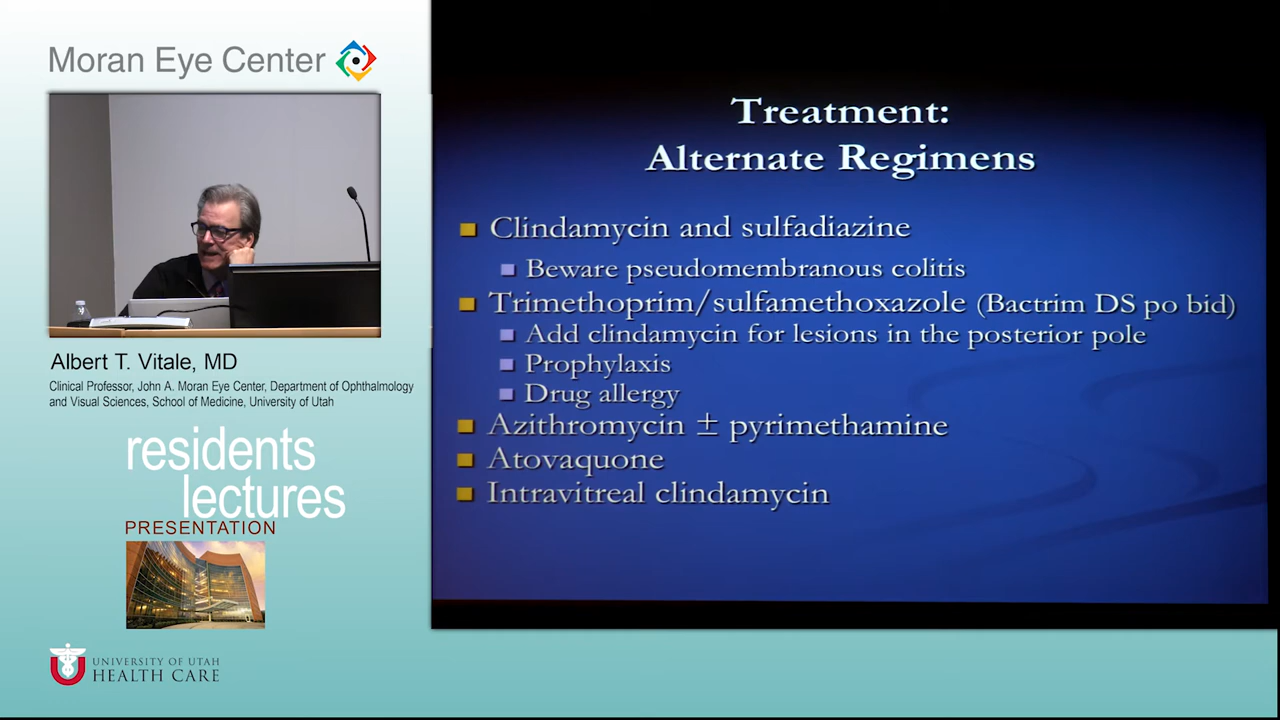 Moran Eye Center
Albert T. Vitale, MD
Clinical Professor, John A. Moran Eye Center, Department of Ophthalmology
and Visual Sciences, School of Medicine, University of Utah
residents
lectures
PRESENTATION
UNIVERSITY OF UTAH
HEALTH CARE
Treatment:
Alternate Regimens
Clindamycin and sulfadiazine
Beware pseudomembranous colitis
Trimethoprim/sulfamethoxazole (Bactrim DS po bid)
Add clindamycin for lesions in the posterior pole
Prophylaxis
Drug allergy
Azithromycin ± pyrimethamine
Atovaquone
Intravitreal clindamycin